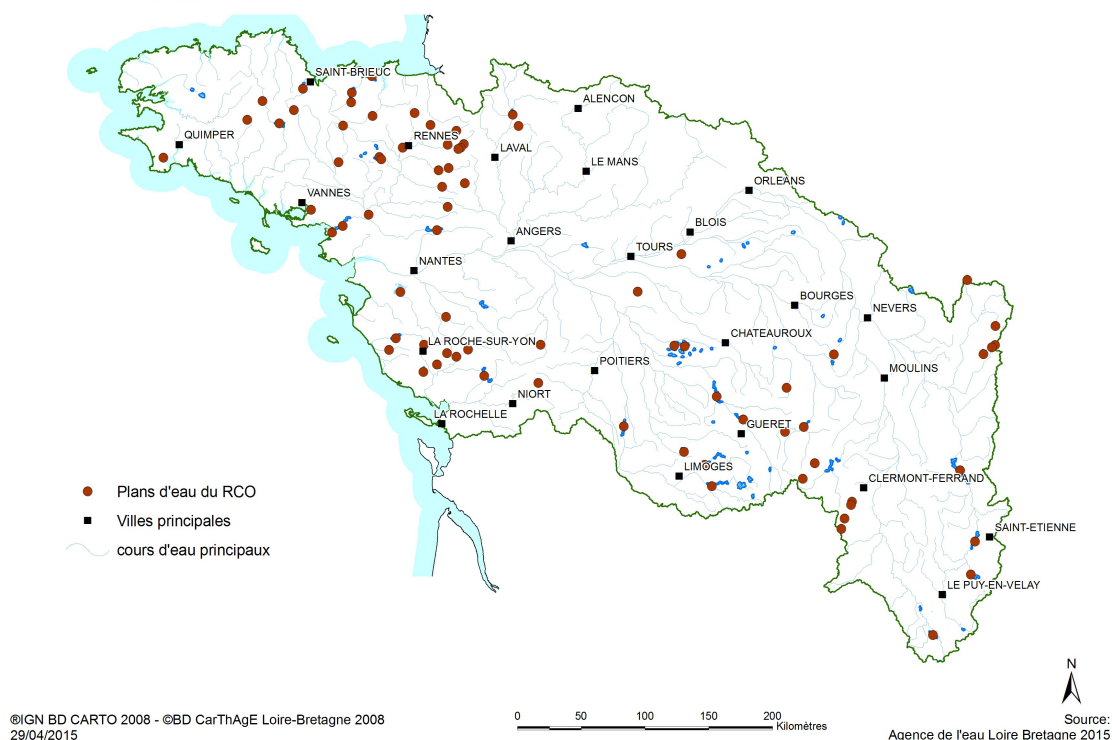 SAINT-BRIEUC
ALENCON
QUIMPER
RENNES
LAVAL
LE MANS
ORLEANS
VANNES
BLOIS
ANGERS
TOURS
NANTES
BOURGES
NEVERS
CHATEAUROUX
LA ROCHE-SUR-YON
POITIERS
MOULINS
NIORT
LA ROCHELLE
GUERET
LIMOGES
CLERMONT-FERRAND
SAINT-ETIENNE
LE PUY-EN-VELAY
Plans d'eau du RCO
Villes principales
cours d'eau principaux
N
®IGN BD CARTO 2008 - ©BD CarThAgE Loire-Bretagne 2008
29/04/2015
0 50 100 150 200
Kilomètres
Source:
Agence de l'eau Loire Bretagne 2015